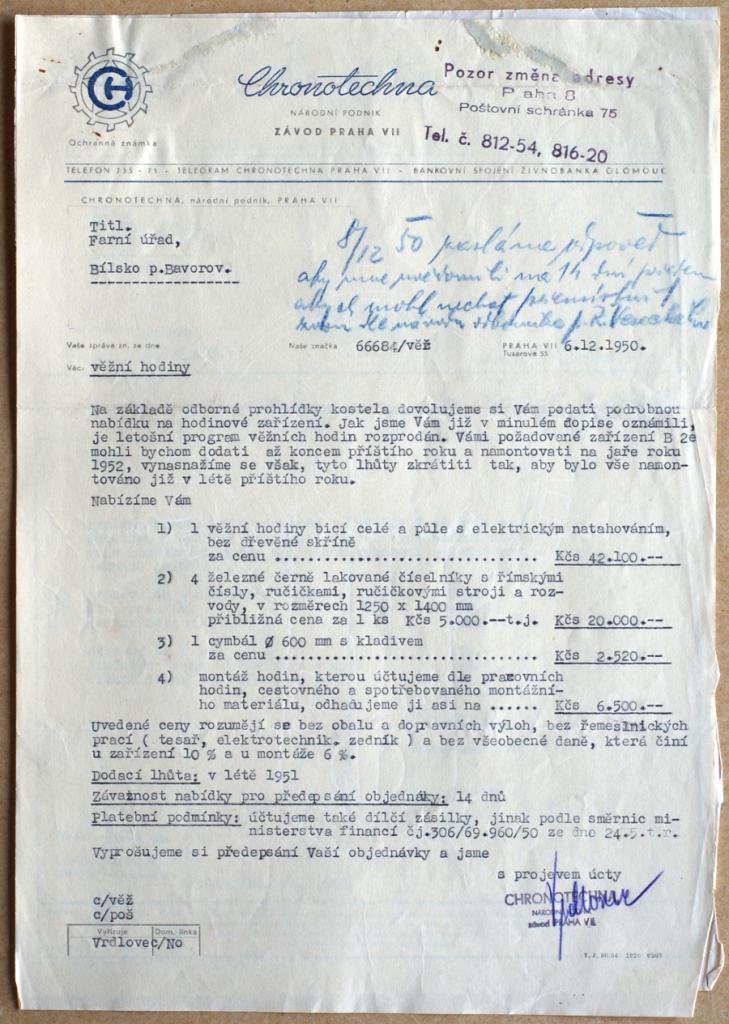 CH
Ochranná známka
Chronotechna
NÁRODNÍ PODNIK
ZÁVOD PRAHA VII
Pozor změna adresy
Praha 8
Poštovní schránka 75
Tel. č. 812-54, 816-20
TELEFON 735 - 71 - TELEGRAM CHRONOTECHNA PRAHA VII - BANKOVNÍ SPOJENÍ ŽIVNOBANKA OLOMOUC
CHRONOTECHNA, národní podnik, PRAHA VII
Titl.
Farní úřad,
Bílsko p.Bavorov.
8/12 50
aby mne na 14 dní
abych mohl nechat
Vaše zpráva zn. ze dne
Naše značka 66684/věž
PRAHA VII 6.12.1950.
Tusarova 55
Věc: věžní hodiny
Na základě odborné prohlídky kostela dovolujeme si Vám podati podrobnou
nabídku na hodinové zařízení. Jak jsme Vám již v minulém dopise oznámili,
je letošní program věžních hodin rozprodán. Vámi požadované zařízení B 2e
mohli bychom dodati až koncem příštího roku a namontovati na jaře roku
1952, vynasnažíme se však, tyto lhůty zkrátiti tak, aby bylo vše namon-
továno již v létě příštího roku.
Nabízíme Vám
1) 1 věžní hodiny bicí celé a půle s elektrickým natahováním,
bez dřevěné skříně
za cenu .................................. Kčs 42.100.--
2) 4 železné černě lakované číselníky s římskými
čísly, ručičkami, ručičkovými stroji a roz-
vody, v rozměrech 1250 x 1400 mm
přibližná cena za 1 ks Kčs 5.000.--t.j. Kčs 20.000.--
3) 1 cymbál Ø 600 mm s kladivem
za cenu .................................. Kčs 2.520.--
4) montáž hodin, kterou účtujeme dle pracovních
hodin, cestovného a spotřebovaného montážní-
ho materiálu, odhadujeme ji asi na ...... Kčs 6.500.--
Uvedené ceny rozumějí se bez obalu a dopravních výloh, bez řemeslnických
prací ( tesař, elektrotechnik. zedník ) a bez všeobecné daně, která činí
u zařízení 10 % a u montáže 6 %.
Dodací lhůta: v létě 1951
Závažnost nabídky pro předepsání objednáky: 14 dnů
Platební podmínky: účtujeme také dílčí zásilky, jinak podle směrnic mi-
nisterstva financí čj.306/69.960/50 ze dne 24.5.t.r.
Vyprošujeme si předepsání Vaší objednávky a jsme
s projevem úcty
CHRONOTECHNA
závod PRAHA VII.
c/věž
c/poš
Vyřizuje Dom. linka
Vrdlovec/No